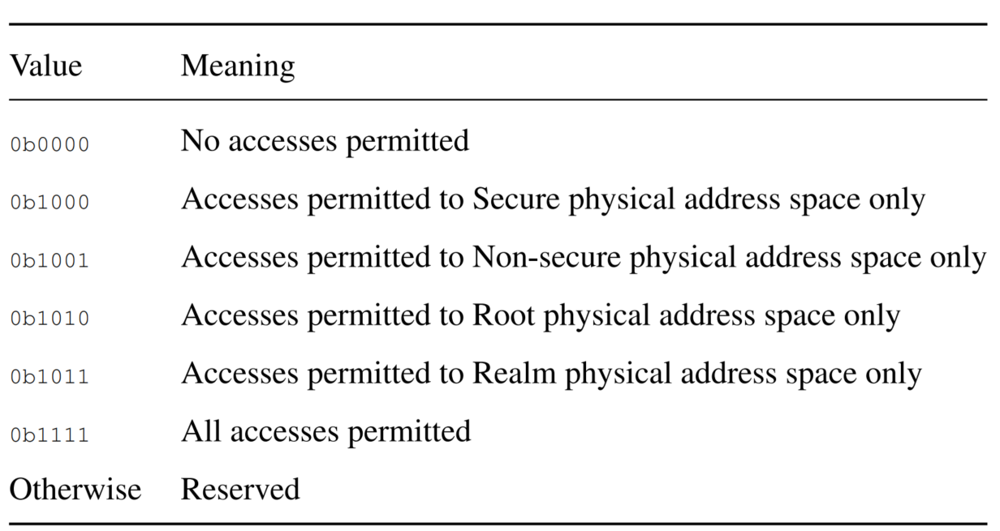 Value Meaning
0b0000 No accesses permitted
0b1000 Accesses permitted to Secure physical address space only
0b1001 Accesses permitted to Non-secure physical address space only
0b1010 Accesses permitted to Root physical address space only
0b1011 Accesses permitted to Realm physical address space only
0b1111 All accesses permitted
Otherwise Reserved